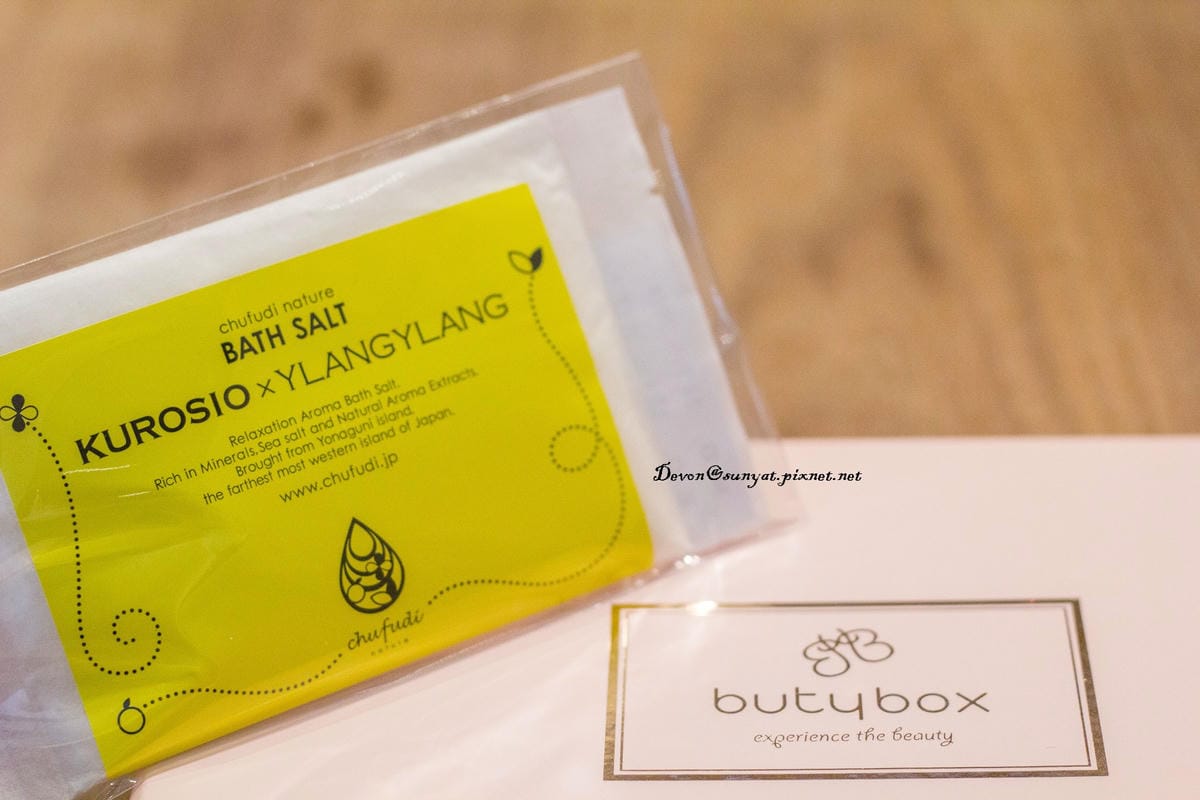 chufudi nature
BATH SALT
KUROSIO × YLANGYLANG
Relaxation Aroma Bath Salt.
Rich in Minerals,Sea salt and Natural Aroma Extracts.
Brought from Yonaguni island.
the farthest most western island of Japan.
www.chufudi.jp
chufudi
nature
Devon@sunyat.pixnet.net
butybox
experience the beauty